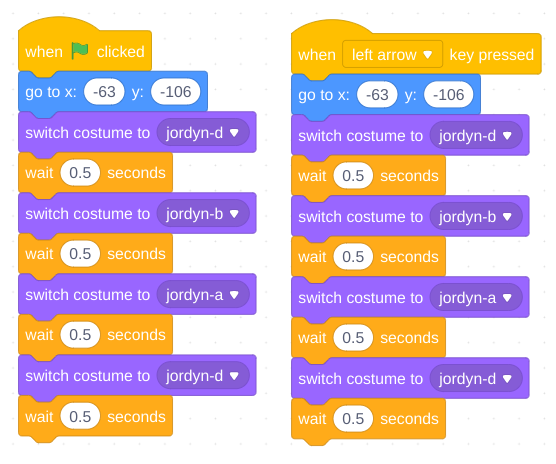 when clicked
go to x: -63 y: -106
switch costume to jordyn-d
wait 0.5 seconds
switch costume to jordyn-b
wait 0.5 seconds
switch costume to jordyn-a
wait 0.5 seconds
switch costume to jordyn-d
wait 0.5 seconds
when left arrow key pressed
go to x: -63 y: -106
switch costume to jordyn-d
wait 0.5 seconds
switch costume to jordyn-b
wait 0.5 seconds
switch costume to jordyn-a
wait 0.5 seconds
switch costume to jordyn-d
wait 0.5 seconds